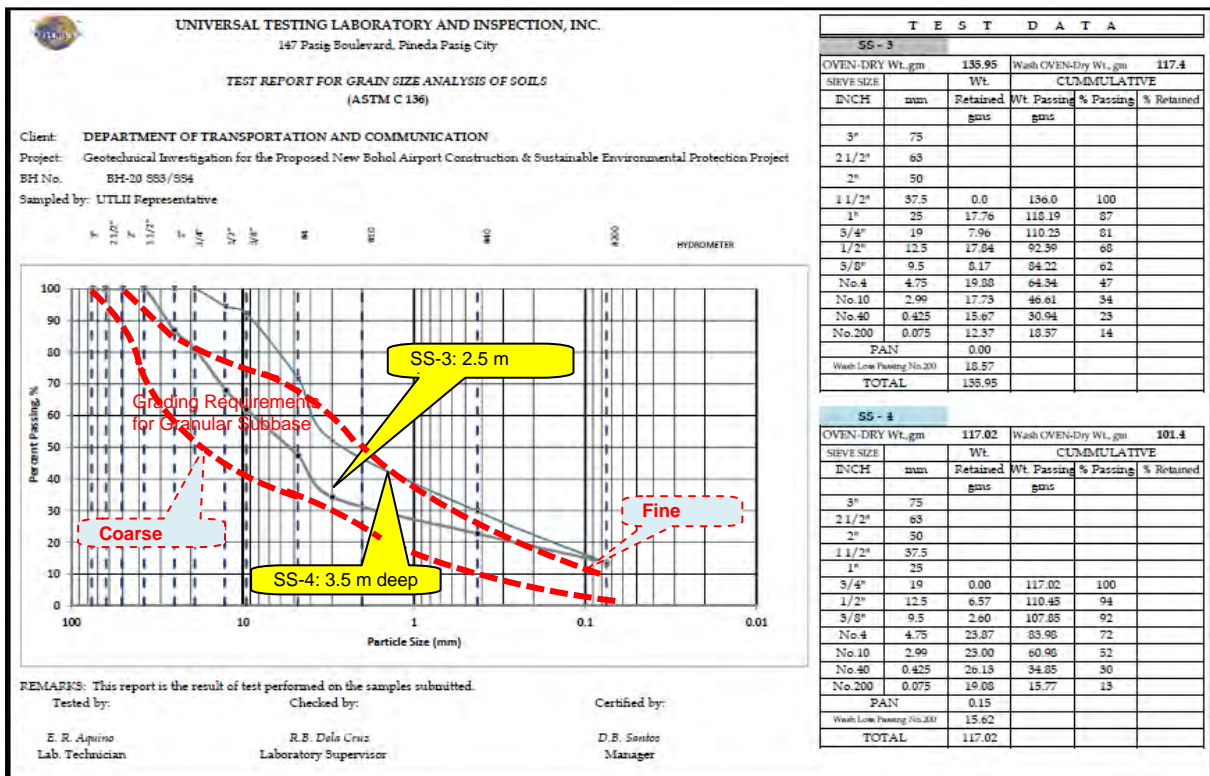 UNIVERSAL TESTING LABORATORY AND INSPECTION, INC.
147 Pasig Boulevard, Pineda Pasig City
TEST REPORT FOR GRAIN SIZE ANALYSIS OF SOILS
(ASTM C 136)
Client: DEPARTMENT OF TRANSPORTATION AND COMMUNICATION
Project: Geotechnical Investigation for the Proposed New Bohol Airport Construction & Sustainable Environmental Protection Project
BH No. BH-20 SS3/SS4
Sampled by: UTLII Representative
3" 2 1/2" 2" 1 1/2" 1" 3/4" 1/2" 3/8" #4 #10 #40 #200 HYDROMETER
Percent Passing, %
100
90
80
70
60
50
40
30
20
10
0
SS-3: 2.5 m
Grading Requirements
for Granular Subbase
Coarse
Fine
SS-4: 3.5 m deep
100 10 1 0.1 0.01
Particle Size (mm)
REMARKS: This report is the result of test performed on the samples submitted.
Tested by: Checked by: Certified by:
E. R. Aquino R.B. Dela Cruz D.B. Santos
Lab. Technician Laboratory Supervisor Manager
T E S T D A T A
SS - 3
OVEN-DRY Wt.,gm 135.95 Wash OVEN-Dry Wt., gm 117.4
SIEVE SIZE Wt. CUMMULATIVE
INCH mm Retained Wt. Passing % Passing % Retained
gms gms
3" 75
2 1/2" 63
2" 50
1 1/2" 37.5 0.0 136.0 100
1" 25 17.76 118.19 87
3/4" 19 7.96 110.23 81
1/2" 12.5 17.84 92.39 68
3/8" 9.5 8.17 84.22 62
No.4 4.75 19.88 64.34 47
No.10 2.99 17.73 46.61 34
No.40 0.425 15.67 30.94 23
No.200 0.075 12.37 18.57 14
PAN 0.00
Wash Loss Passing No.200 18.57
TOTAL 135.95
SS - 4
OVEN-DRY Wt.,gm 117.02 Wash OVEN-Dry Wt., gm 101.4
SIEVE SIZE Wt. CUMMULATIVE
INCH mm Retained Wt. Passing % Passing % Retained
gms gms
3" 75
2 1/2" 63
2" 50
1 1/2" 37.5
1" 25
3/4" 19 0.00 117.02 100
1/2" 12.5 6.57 110.45 94
3/8" 9.5 2.60 107.85 92
No.4 4.75 23.87 83.98 72
No.10 2.99 23.00 60.98 52
No.40 0.425 26.13 34.85 30
No.200 0.075 19.08 15.77 13
PAN 0.15
Wash Loss Passing No.200 15.62
TOTAL 117.02